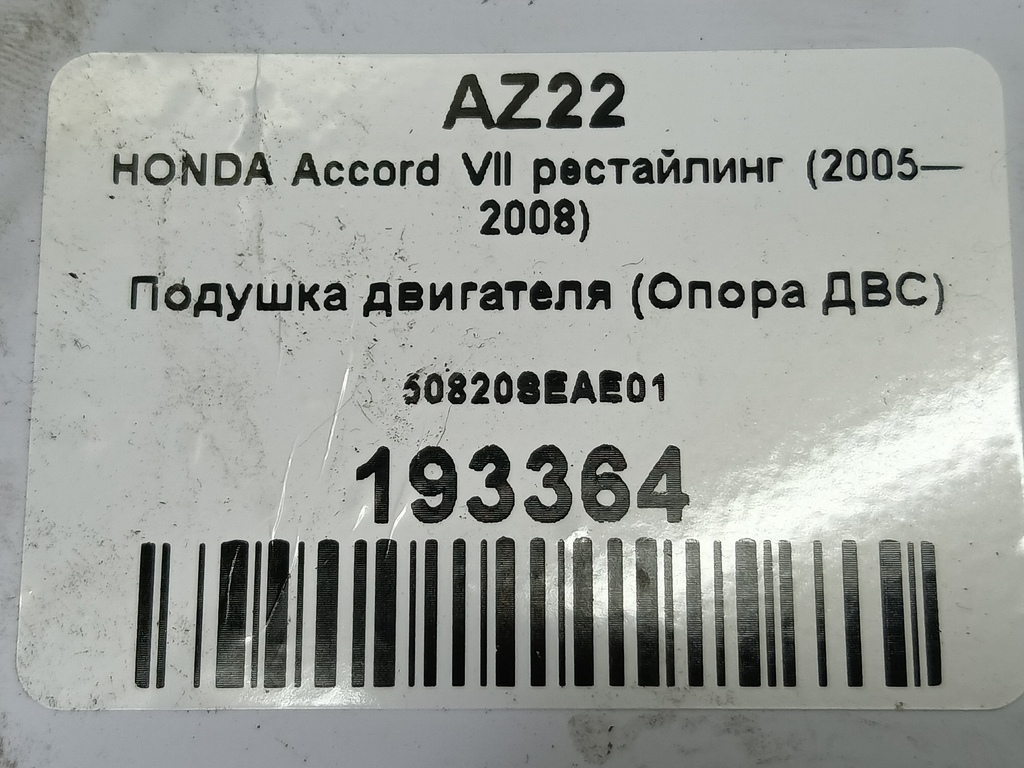 AZ22
HONDA Accord VII рестайлинг (2005—
2008)
Подушка двигателя (Опора ДВС)
50820SEAE01
193364